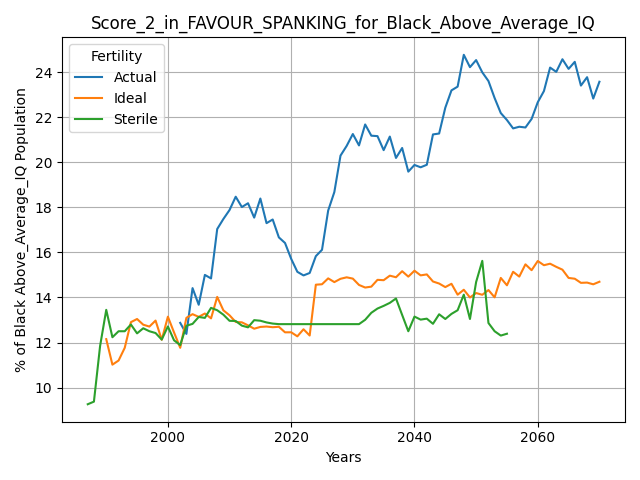 Score_2_in_FAVOUR_SPANKING_for_Black_Above_Average_IQ
Fertility
Actual
Ideal
Sterile
% of Black Above_Average_IQ Population
24
22
20
18
16
14
12
10
2000 2020 2040 2060
Years